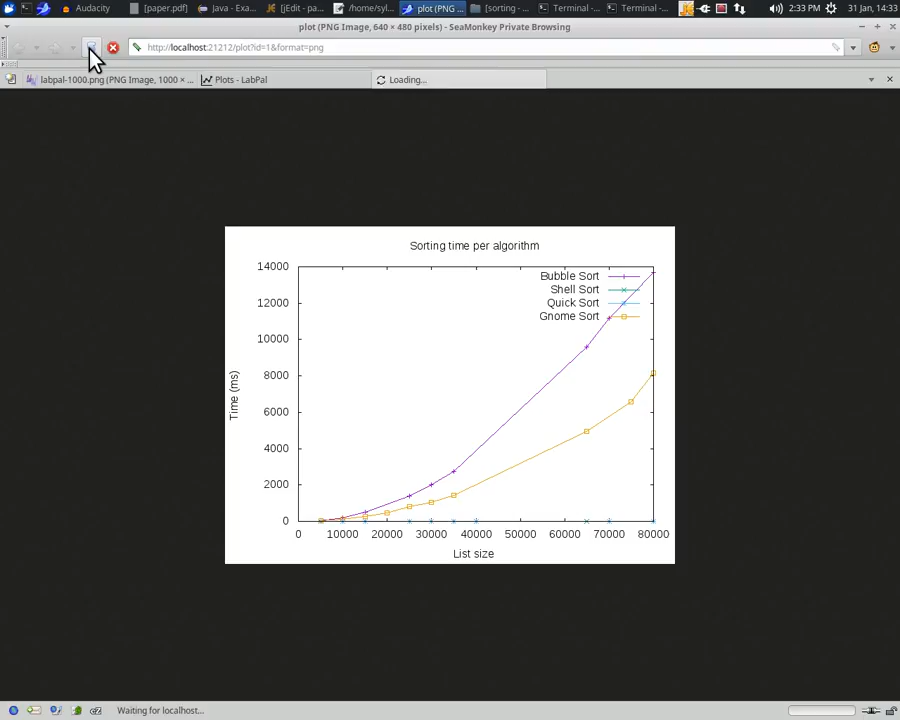 Audacity
[paper.pdf]
Java - Exa...
[jEdit - pa...
/home/syl...
plot (PNG ...
[sorting - ...
Terminal -...
Terminal -...
2:33 PM
31 Jan, 14:33
plot (PNG Image, 640 × 480 pixels) - SeaMonkey Private Browsing
http://localhost:21212/plot?id=1&format=png
labpal-1000.png (PNG Image, 1000 × ...
Plots - LabPal
Loading...
Sorting time per algorithm
14000
12000
10000
8000
6000
4000
2000
0
Time (ms)
Bubble Sort
Shell Sort
Quick Sort
Gnome Sort
0 10000 20000 30000 40000 50000 60000 70000 80000
List size
Waiting for localhost...